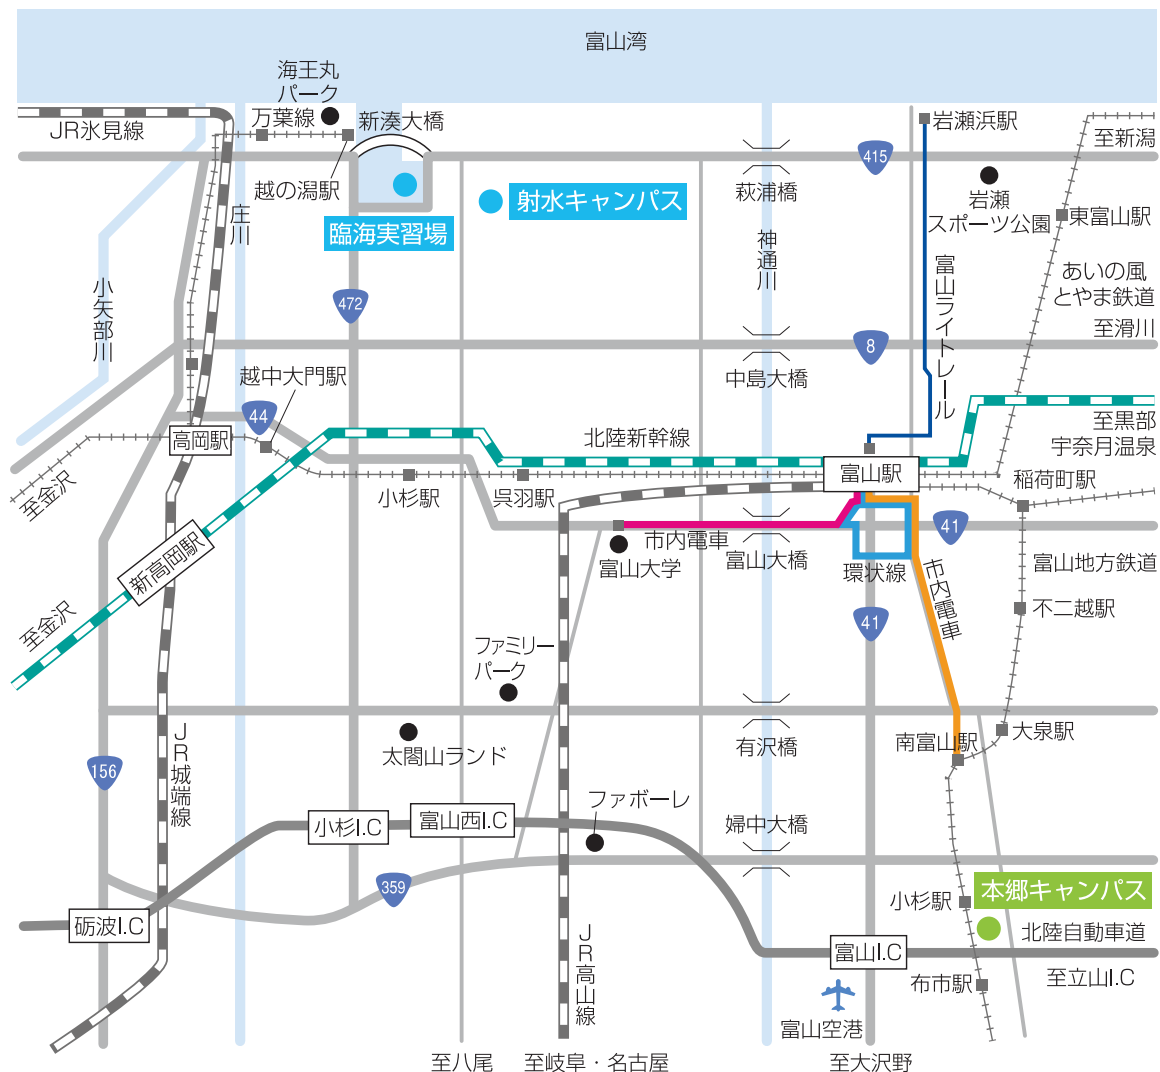 富山湾
海王丸
パーク
万葉線
新湊大橋
JR氷見線
岩瀬浜駅
至新潟
415
越の潟駅
射水キャンパス
萩浦橋
岩瀬
スポーツ公園
東富山駅
臨海実習場
庄川
神通川
富山ライトレール
あいの風
とやま鉄道
小矢部川
472
至滑川
8
越中大門駅
中島大橋
44
高岡駅
北陸新幹線
至黒部
宇奈月温泉
至金沢
小杉駅
呉羽駅
富山駅
稲荷町駅
新高岡駅
市内電車
41
富山大学
富山大橋
環状線
富山地方鉄道
市内電車
至金沢
41
不二越駅
ファミリー
パーク
JR城端線
太閤山ランド
有沢橋
南富山駅
大泉駅
156
小杉I.C
富山西I.C
ファボーレ
婦中大橋
359
本郷キャンパス
小杉駅
砺波I.C
JR高山線
富山I.C
北陸自動車道
至立山I.C
布市駅
富山空港
至八尾
至岐阜・名古屋
至大沢野